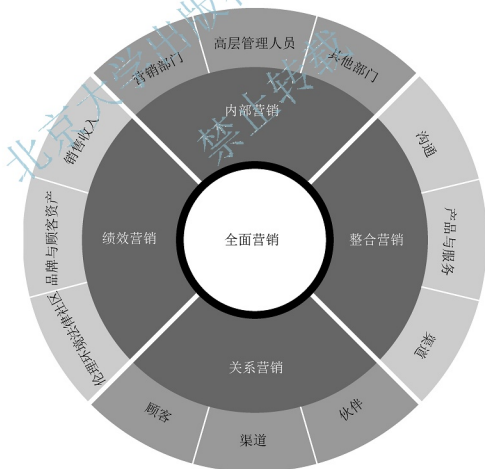 高层管理人员
营销部门
其他部门
内部营销
销售收入
沟通
品牌与顾客资产
绩效营销
全面营销
整合营销
产品与服务
伦理环境法律社区
渠道
关系营销
顾客
渠道
伙伴
北京大学出版
禁止转载